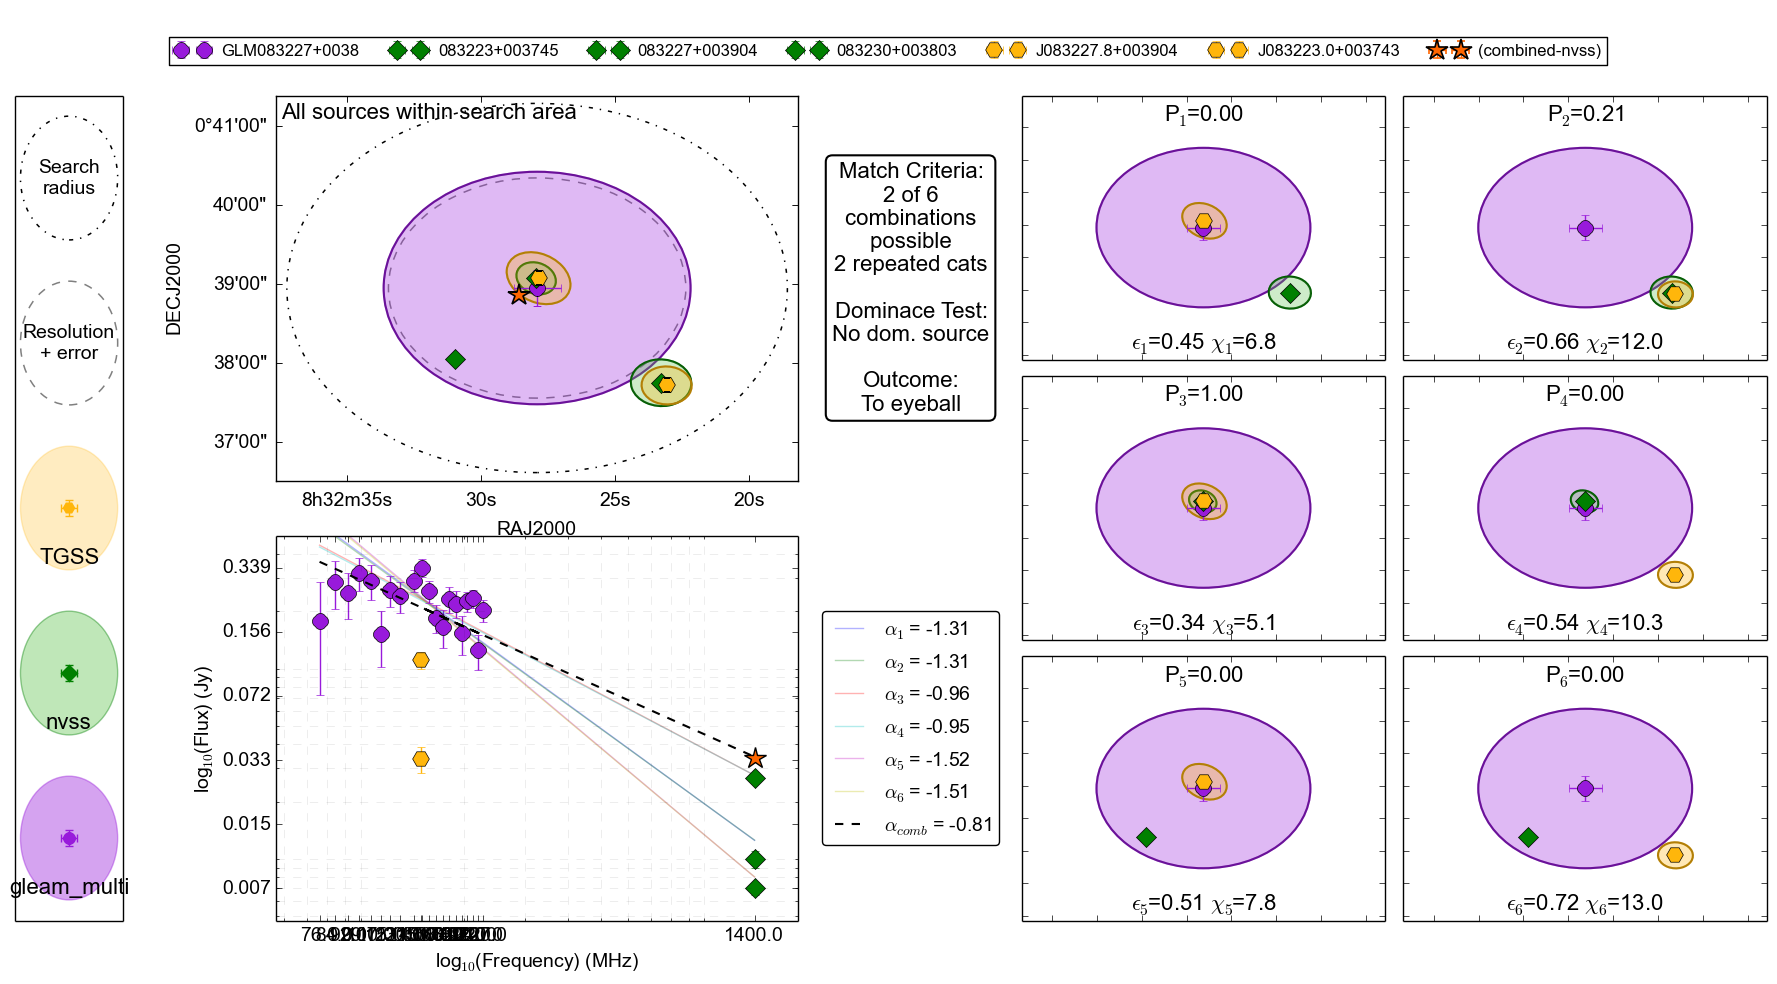 GLM083227+0038 083223+003745 083227+003904 083230+003803 J083227.8+003904 J083223.0+003743 (combined-nvss)
Search
radius
Resolution
+ error
TGSS
nvss
gleam_multi
All sources within search area
0°41'00"
40'00"
39'00"
38'00"
37'00"
DECJ2000
8h32m35s 30s 25s 20s
RAJ2000
Match Criteria:
2 of 6
combinations
possible
2 repeated cats
Dominace Test:
No dom. source
Outcome:
To eyeball
0.339
0.156
0.072
0.033
0.015
0.007
log10(Flux) (Jy)
1400.0
log10(Frequency) (MHz)
α1 = -1.31
α2 = -1.31
α3 = -0.96
α4 = -0.95
α5 = -1.52
α6 = -1.51
αcomb = -0.81
P1=0.00
ϵ1=0.45 χ1=6.8
P2=0.21
ϵ2=0.66 χ2=12.0
P3=1.00
ϵ3=0.34 χ3=5.1
P4=0.00
ϵ4=0.54 χ4=10.3
P5=0.00
ϵ5=0.51 χ5=7.8
P6=0.00
ϵ6=0.72 χ6=13.0